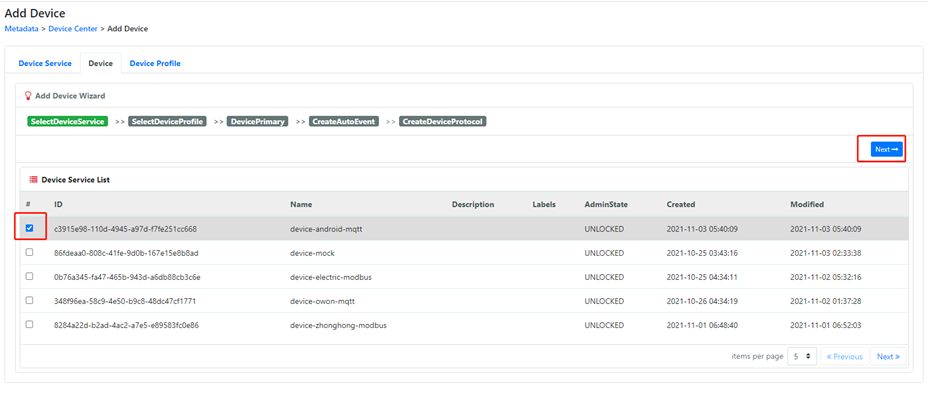 Add Device
Metadata > Device Center > Add Device
Device Service Device Device Profile
Add Device Wizard
SelectDeviceService >> SelectDeviceProfile >> DevicePrimary >> CreateAutoEvent >> CreateDeviceProtocol
Next
Device Service List
# ID Name Description Labels AdminState Created Modified
c3915e98-110d-4945-a97d-f7fe251cc668 device-android-mqtt UNLOCKED 2021-11-03 05:40:09 2021-11-03 05:40:09
86fdeaa0-808c-41fe-9d0b-167e15e8b8ad device-mock UNLOCKED 2021-10-25 03:43:16 2021-11-03 02:33:38
0b76a345-fa47-465b-943d-a6db88cb3c6e device-electric-modbus UNLOCKED 2021-10-25 04:34:11 2021-11-02 05:32:16
348f96ea-58c9-4e50-b9c8-48dc47cf1771 device-owon-mqtt UNLOCKED 2021-10-26 04:34:19 2021-11-02 01:37:28
8284a22d-b2ad-4ac2-a7e5-e89583fc0e86 device-zhonghong-modbus UNLOCKED 2021-11-01 06:48:40 2021-11-01 06:52:03
items per page 5 « Previous Next »